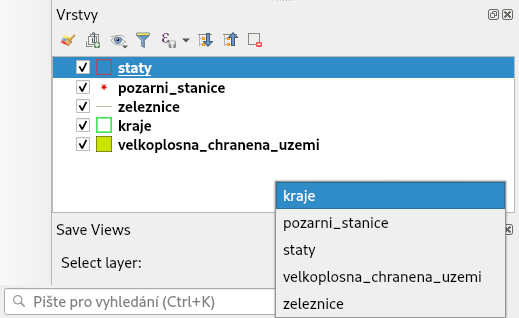 Vrstvy
staty
pozarni_stanice
zeleznice
kraje
velkoplosna_chranena_uzemi
Save Views
Select layer:
kraje
pozarni_stanice
staty
velkoplosna_chranena_uzemi
zeleznice
Pište pro vyhledání (Ctrl+K)